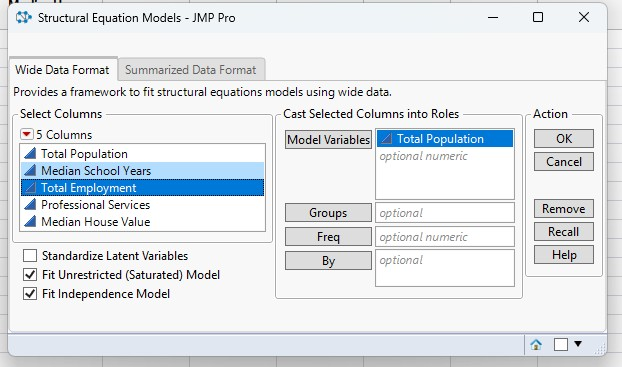 Structural Equation Models - JMP Pro
Wide Data Format
Summarized Data Format
Provides a framework to fit structural equations models using wide data.
Select Columns
5 Columns
Total Population
Median School Years
Total Employment
Professional Services
Median House Value
Standardize Latent Variables
Fit Unrestricted (Saturated) Model
Fit Independence Model
Cast Selected Columns into Roles
Model Variables
Total Population
optional numeric
Groups
optional
Freq
optional numeric
By
optional
Action
OK
Cancel
Remove
Recall
Help